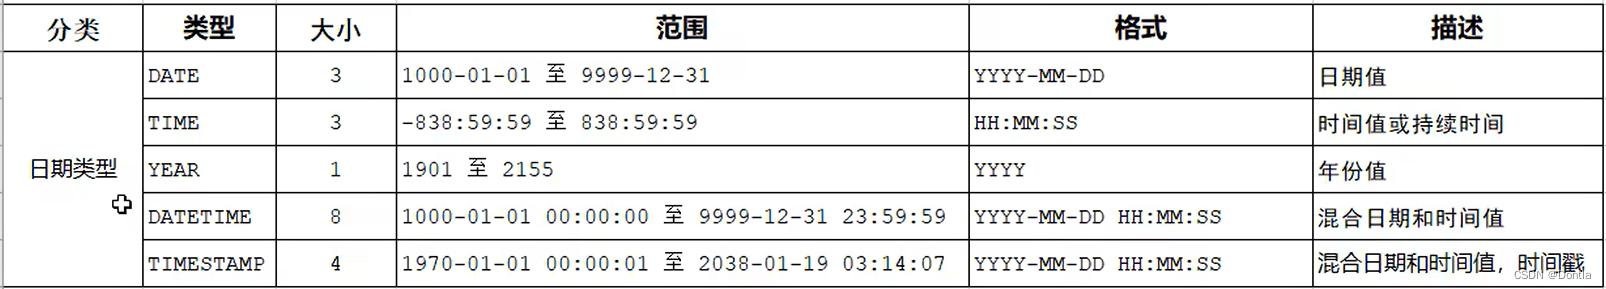 分类 类型 大小 范围 格式 描述
DATE 3 1000-01-01 至 9999-12-31 YYYY-MM-DD 日期值
TIME 3 -838:59:59 至 838:59:59 HH:MM:SS 时间值或持续时间
日期类型 YEAR 1 1901 至 2155 YYYY 年份值
DATETIME 8 1000-01-01 00:00:00 至 9999-12-31 23:59:59 YYYY-MM-DD HH:MM:SS 混合日期和时间值
TIMESTAMP 4 1970-01-01 00:00:01 至 2038-01-19 03:14:07 YYYY-MM-DD HH:MM:SS 混合日期和时间值，时间戳
CSDN @Dontla